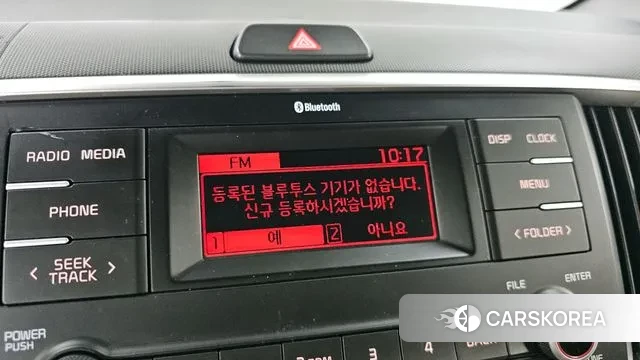 Bluetooth
RADIO MEDIA
PHONE
SEEK
TRACK
POWER
PUSH
FM 10:17
등록된 블루투스 기기가 없습니다.
신규 등록하시겠습니까?
1 예 2 아니요
DISP CLOCK
MENU
< FOLDER >
FILE
ENTER
4
CARSKOREA